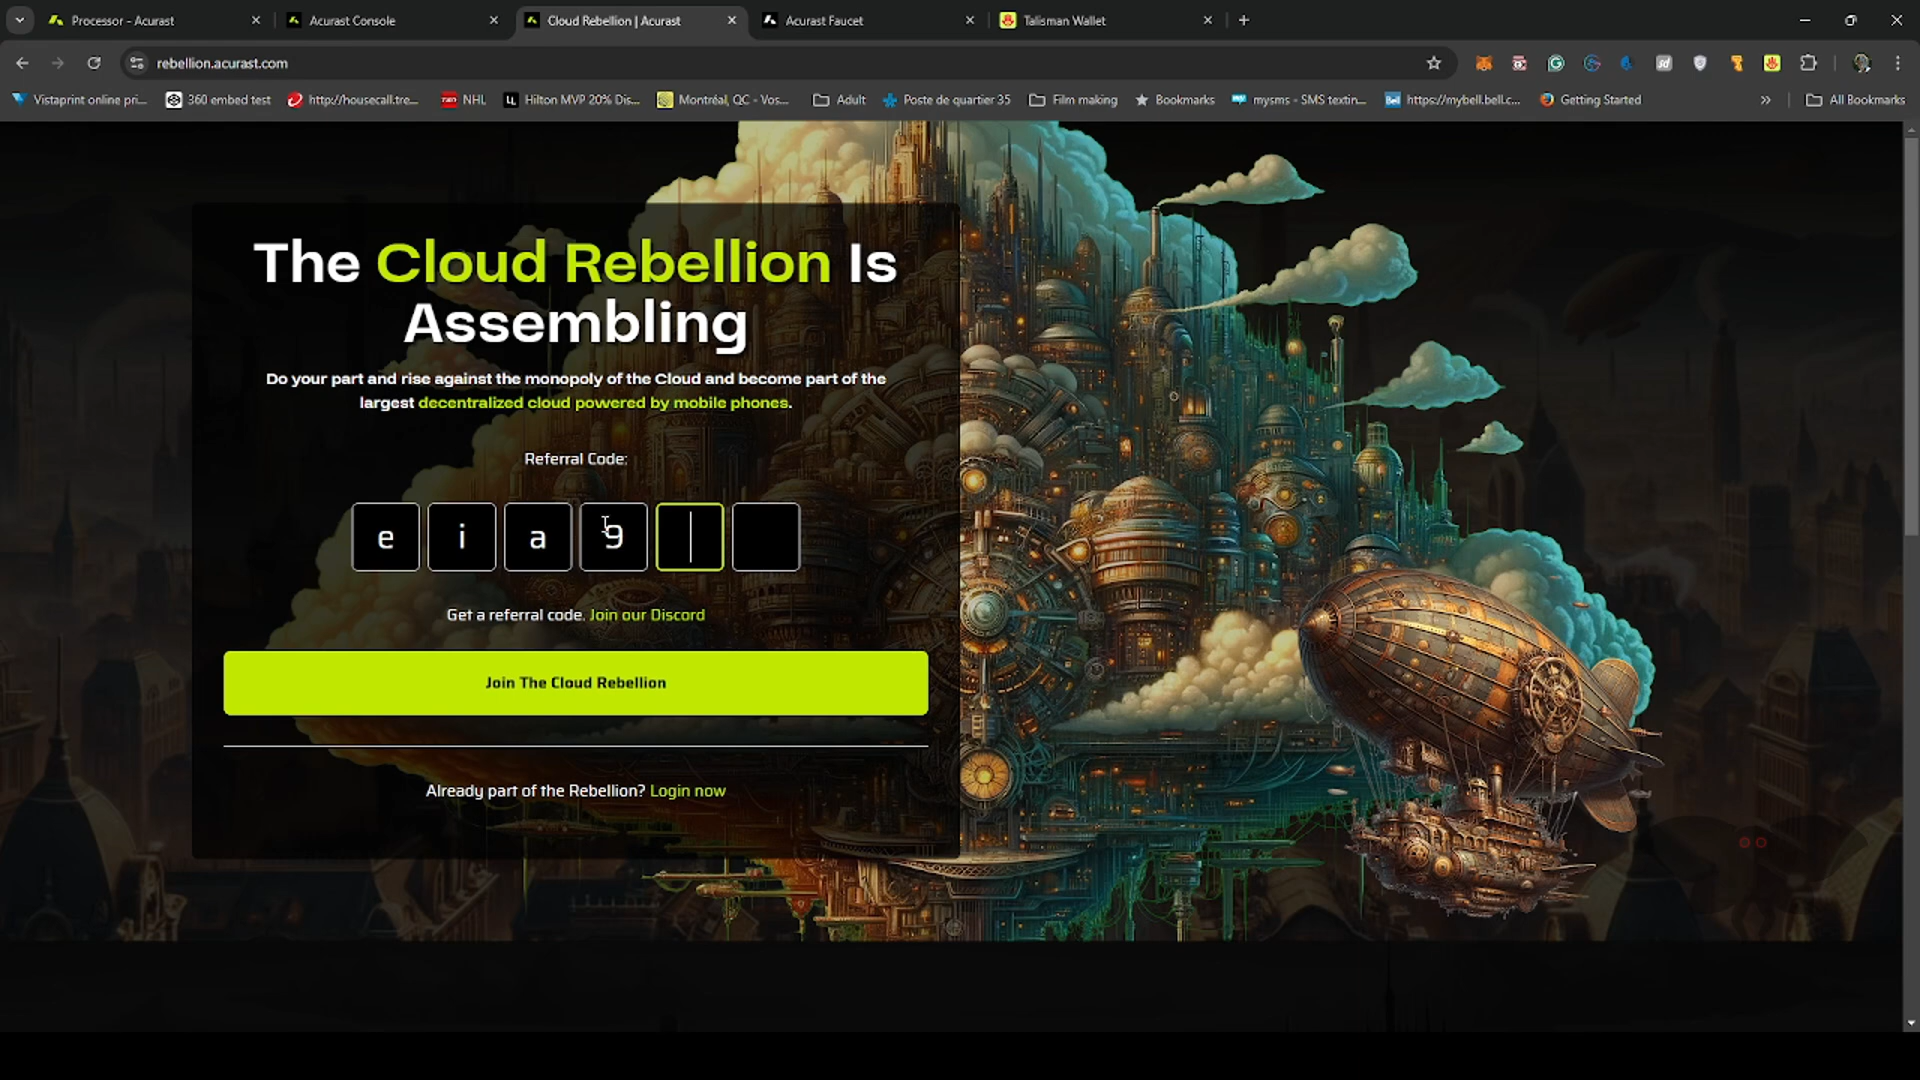 Processor - Acurast
Acurast Console
Cloud Rebellion | Acurast
Acurast Faucet
Talisman Wallet
rebellion.acurast.com
Vistaprint online pri...
360 embed test
http://housecall.tre...
NHL
Hilton MVP 20% Dis...
Montréal, QC - Vos...
Adult
Poste de quartier 35
Film making
Bookmarks
mysms - SMS textin...
https://mybell.bell.c...
Getting Started
All Bookmarks
The Cloud Rebellion Is
Assembling
Do your part and rise against the monopoly of the Cloud and become part of the
largest decentralized cloud powered by mobile phones.
Referral Code:
e i a 9
Get a referral code. Join our Discord
Join The Cloud Rebellion
Already part of the Rebellion? Login now